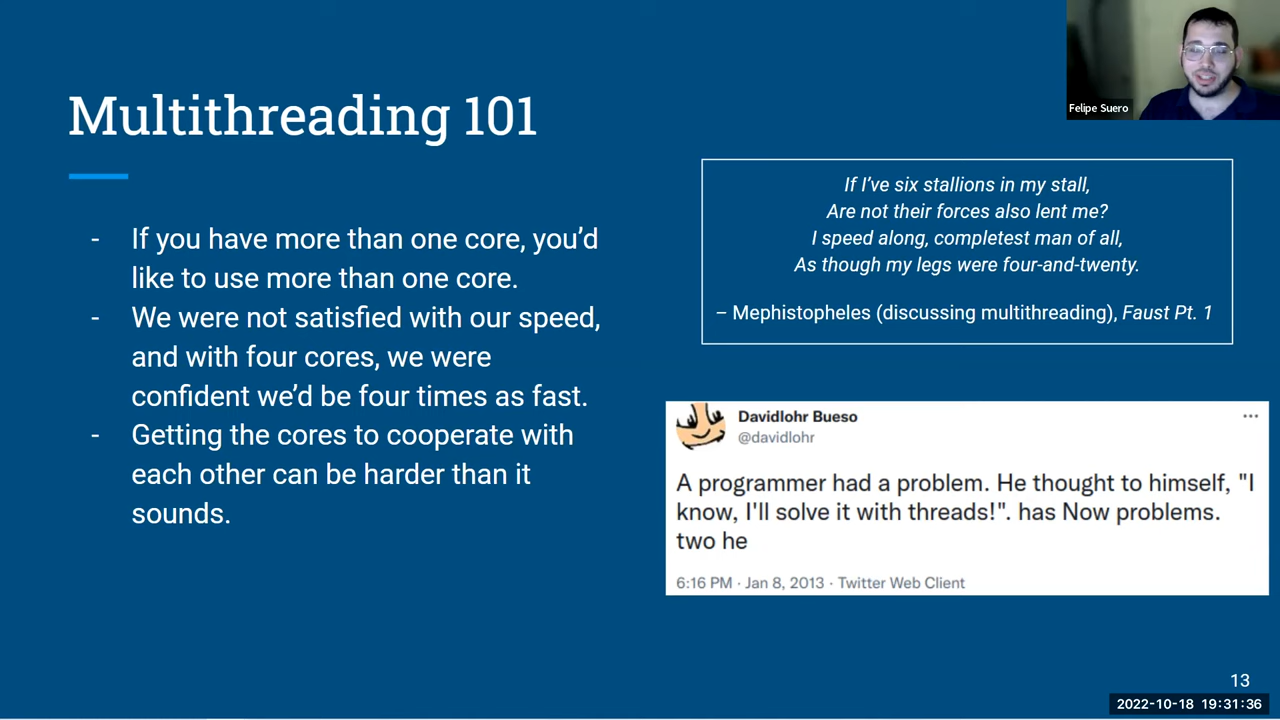 Multithreading 101
- If you have more than one core, you’d
like to use more than one core.
- We were not satisfied with our speed,
and with four cores, we were
confident we’d be four times as fast.
- Getting the cores to cooperate with
each other can be harder than it
sounds.
Felipe Suero
If I’ve six stallions in my stall,
Are not their forces also lent me?
I speed along, completest man of all,
As though my legs were four-and-twenty.
– Mephistopheles (discussing multithreading), Faust Pt. 1
Davidlohr Bueso
@davidlohr
A programmer had a problem. He thought to himself, "I
know, I'll solve it with threads!". has Now problems.
two he
6:16 PM · Jan 8, 2013 · Twitter Web Client
13
2022-10-18 19:31:36